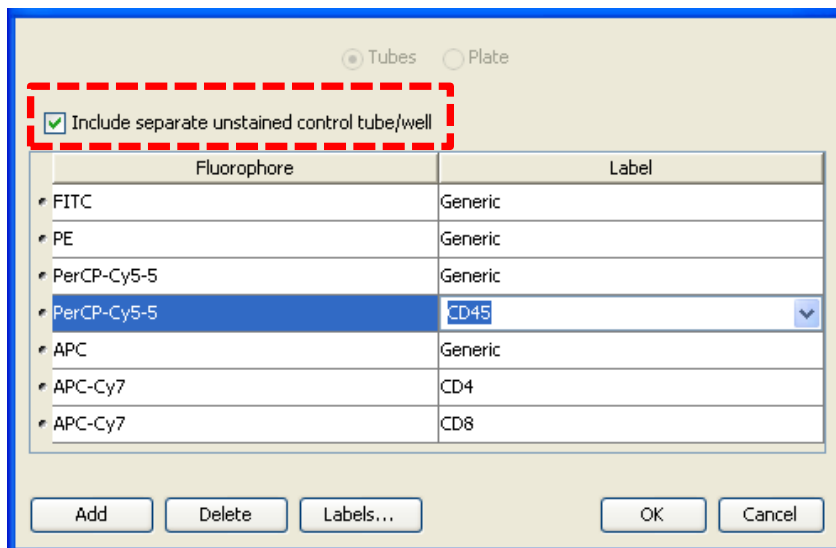 Tubes Plate
Include separate unstained control tube/well
Fluorophore Label
FITC Generic
PE Generic
PerCP-Cy5-5 Generic
PerCP-Cy5-5 CD45
APC Generic
APC-Cy7 CD4
APC-Cy7 CD8
Add Delete Labels... OK Cancel